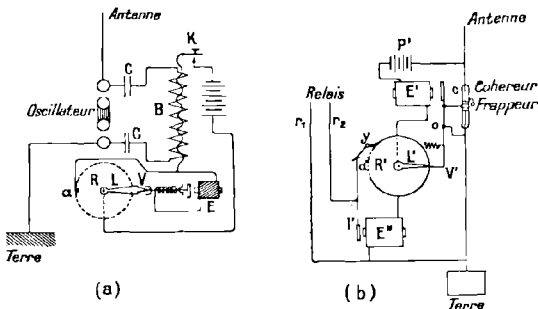 Antenne
K
C
Oscillateur
B
C
R L V
a
E
Terre
(a)
Antenne
P'
Relais
E'
c
Cohereur
Frappeur
r₁ r₂
o
y
a' R' L'
V'
l'
E"
Terre
(b)